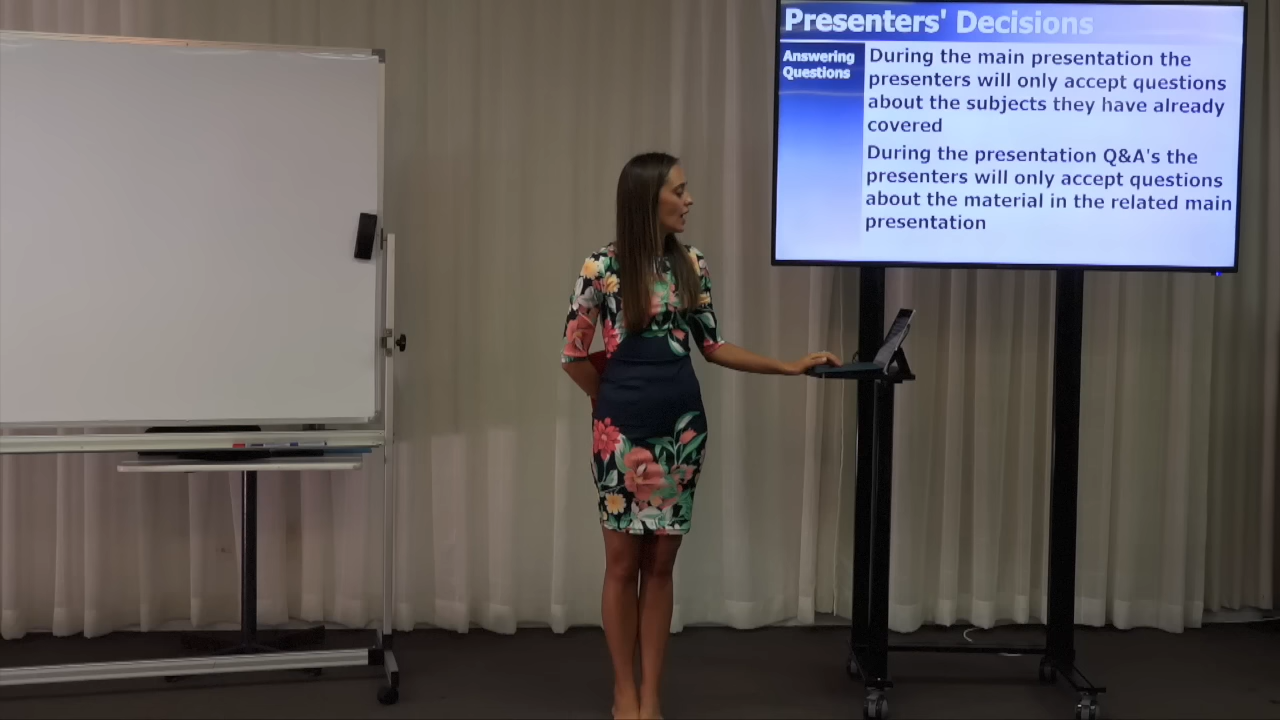 Presenters' Decisions
Answering
Questions
During the main presentation the
presenters will only accept questions
about the subjects they have already
covered
During the presentation Q&A's the
presenters will only accept questions
about the material in the related main
presentation